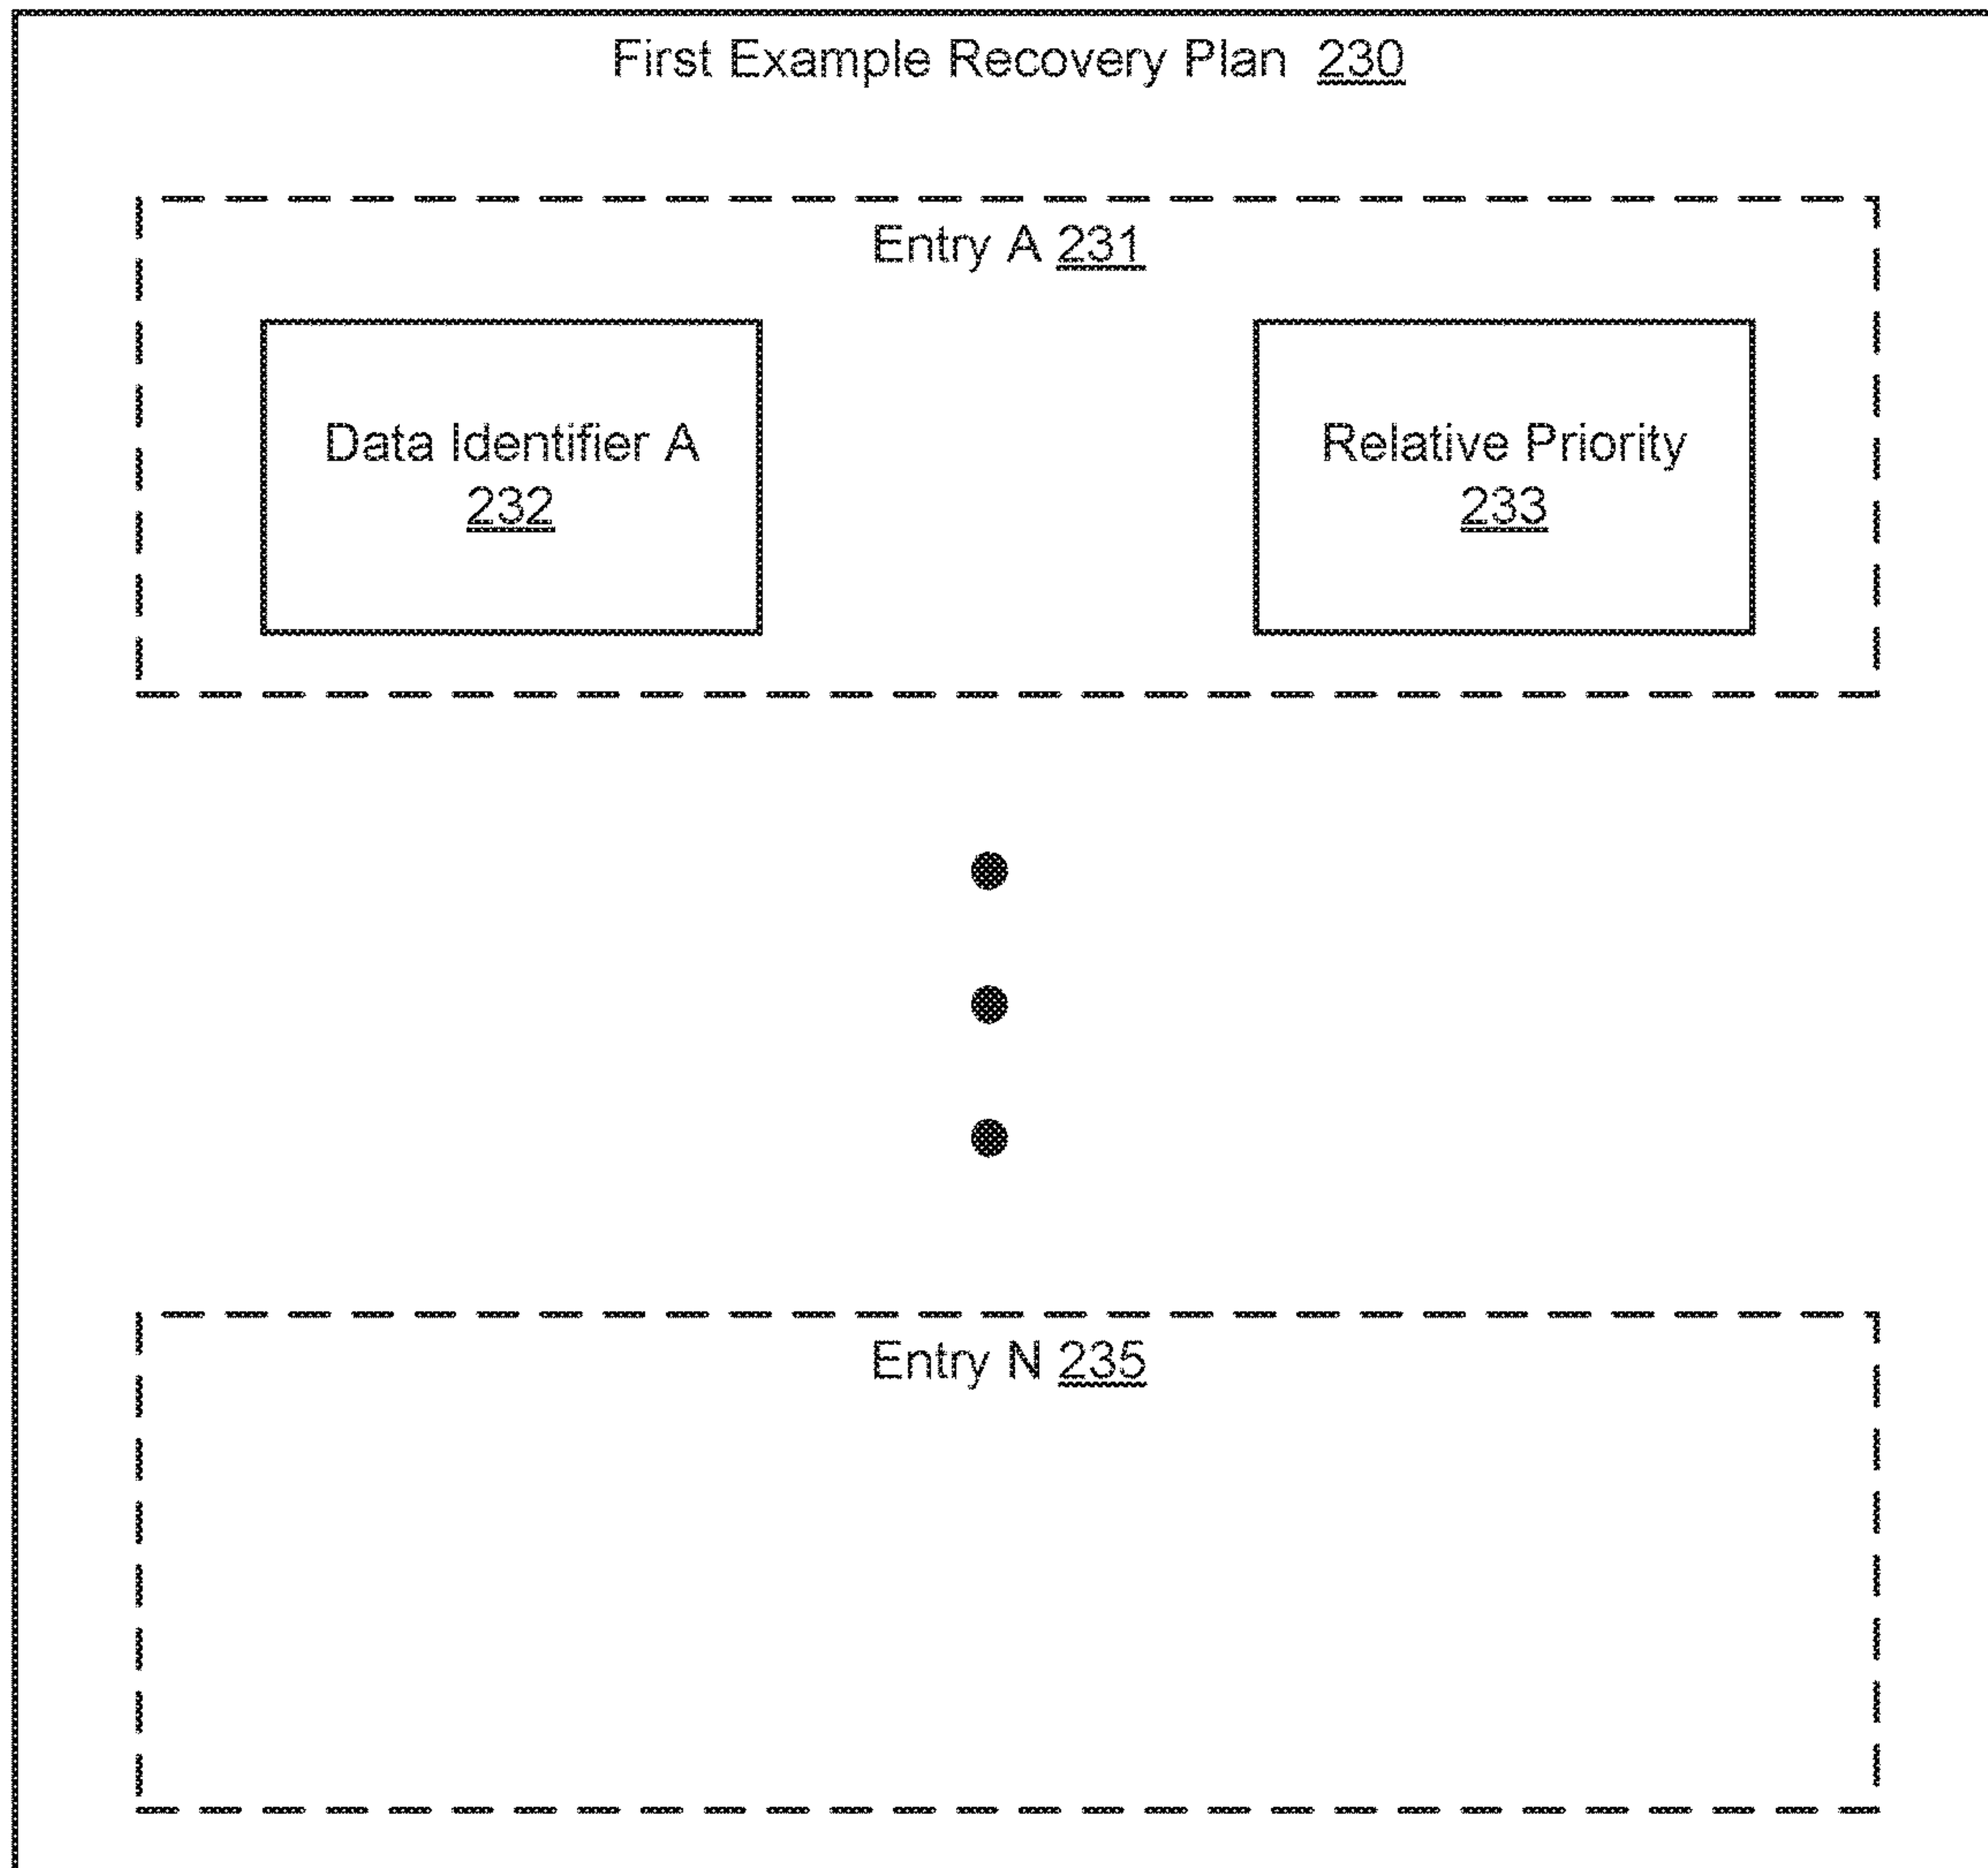 First Example Recovery Plan 230
Entry A 231
Data Identifier A
232
Relative Priority
233
Entry N 235